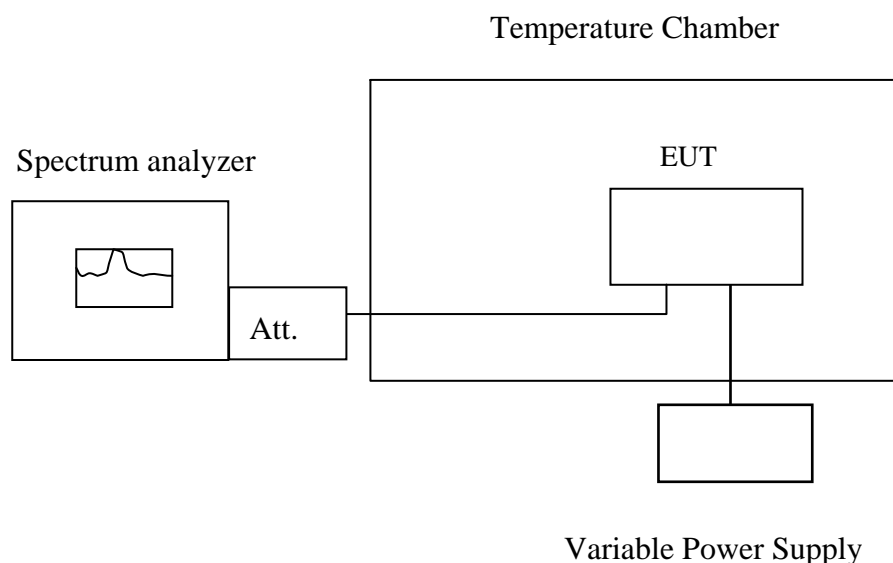 Temperature Chamber
Spectrum analyzer
EUT
Att.
Variable Power Supply